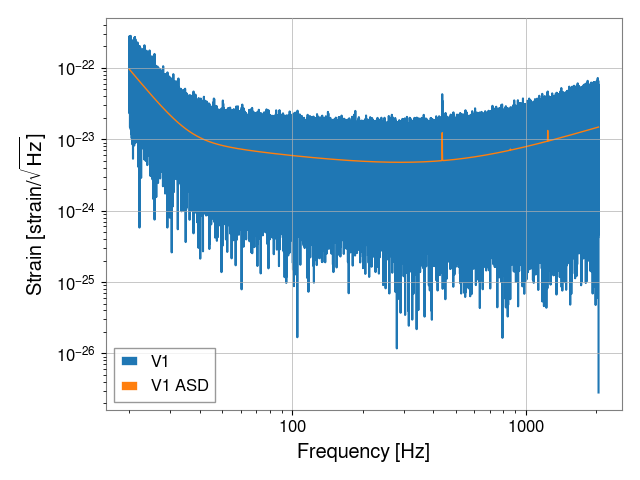 10⁻²²
10⁻²³
10⁻²⁴
10⁻²⁵
10⁻²⁶
Strain [strain/√Hz]
V1
V1 ASD
100
1000
Frequency [Hz]